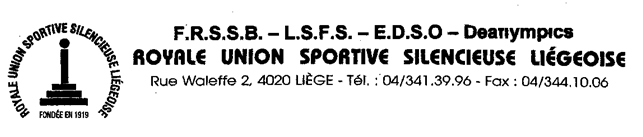 ROYALE UNION SPORTIVE SILENCIEUSE LIÉGEOISE
FONDÉE EN 1919
F.R.S.S.B. – L.S.F.S. – E.D.S.O – Deaflympics
ROYALE UNION SPORTIVE SILENCIEUSE LIÉGEOISE
Rue Waleffe 2, 4020 LIÈGE - Tél. : 04/341.39.96 - Fax : 04/344.10.06